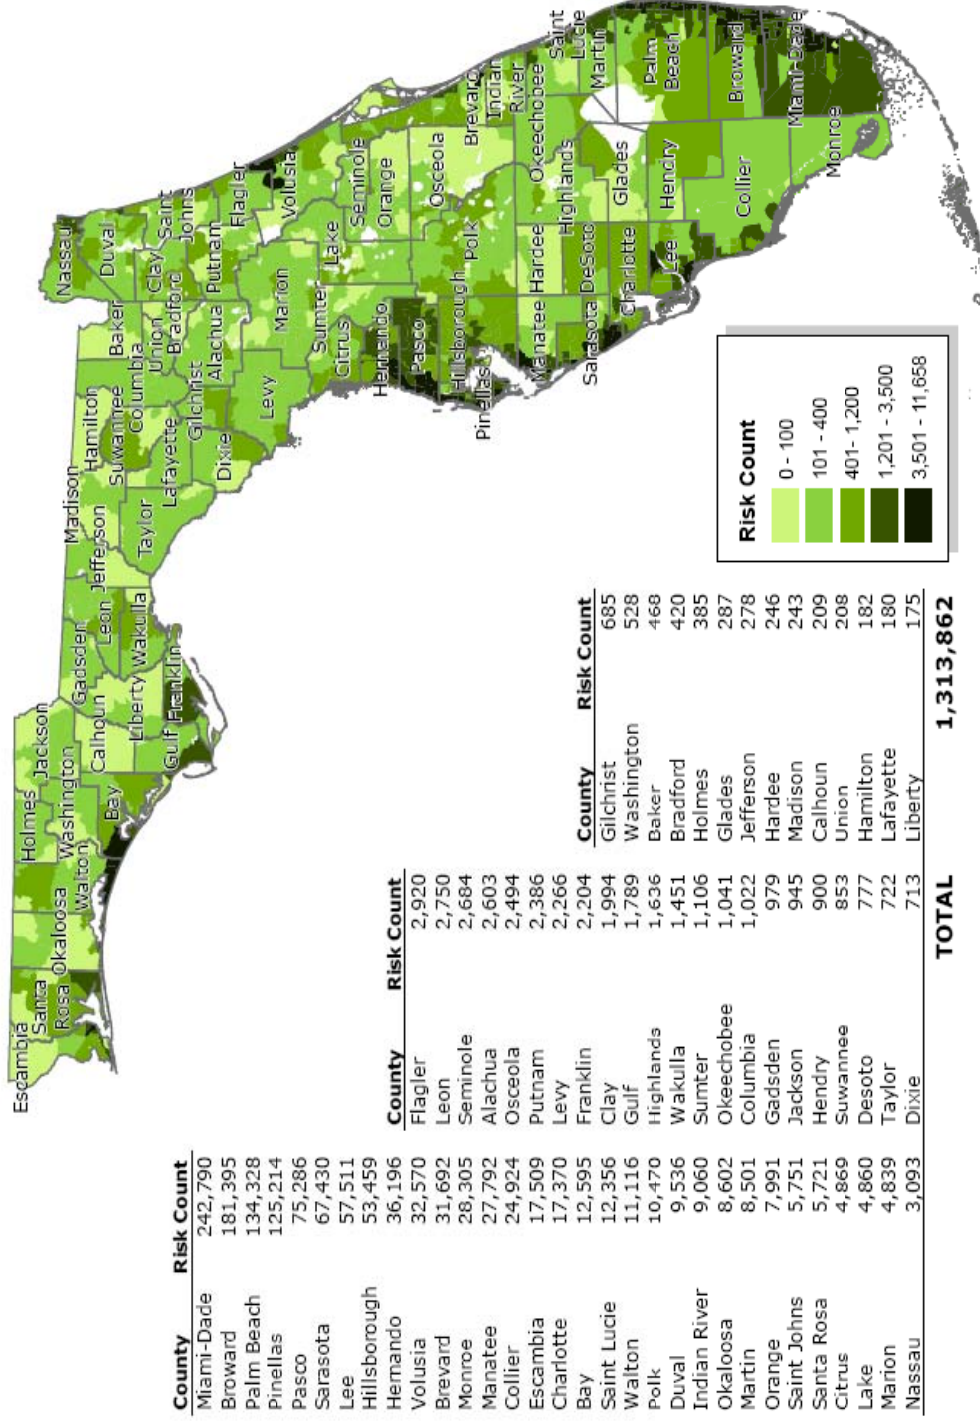 Escambia
Santa
Rosa
Okaloosa
Walton
Holmes
Washington
Jackson
Bay
Calhoun
Gulf
Liberty
Franklin
Gadsden
Leon
Wakulla
Jefferson
Madison
Taylor
Hamilton
Suwannee
Lafayette
Dixie
Columbia
Gilchrist
Levy
Baker
Union
Bradford
Alachua
Nassau
Duval
Clay
Saint
Johns
Putnam
Marion
Flagler
Volusia
Sumter
Citrus
Lake
Seminole
Orange
Hernando
Pasco
Hillsborough
Pinellas
Polk
Osceola
Brevard
Indian
River
Okeechobee
Saint
Lucie
Martin
Hardee
Highlands
Manatee
Sarasota
DeSoto
Charlotte
Glades
Palm
Beach
Lee
Hendry
Broward
Collier
Miami-Dade
Monroe
Risk Count
0 - 100
101 - 400
401- 1,200
1,201 - 3,500
3,501 - 11,658
County Risk Count
Miami-Dade 242,790
Broward 181,395
Palm Beach 134,328
Pinellas 125,214
Pasco 75,286
Sarasota 67,430
Lee 57,511
Hillsborough 53,459
Hernando 36,196
Volusia 32,570
Brevard 31,692
Monroe 28,305
Manatee 27,792
Collier 24,924
Escambia 17,509
Charlotte 17,370
Bay 12,595
Saint Lucie 12,356
Walton 11,116
Polk 10,470
Duval 9,536
Indian River 9,060
Okaloosa 8,602
Martin 8,501
Orange 7,991
Saint Johns 5,751
Santa Rosa 5,721
Citrus 4,869
Lake 4,860
Marion 4,839
Nassau 3,093
County Risk Count
Flagler 2,920
Leon 2,750
Seminole 2,684
Alachua 2,603
Osceola 2,494
Putnam 2,386
Levy 2,266
Franklin 2,204
Clay 1,994
Gulf 1,789
Highlands 1,636
Wakulla 1,451
Sumter 1,106
Okeechobee 1,041
Columbia 1,022
Gadsden 979
Jackson 945
Hendry 900
Suwannee 853
Desoto 777
Taylor 722
Dixie 713
County Risk Count
Gilchrist 685
Washington 528
Baker 468
Bradford 420
Holmes 385
Glades 287
Jefferson 278
Hardee 246
Madison 243
Calhoun 209
Union 208
Hamilton 182
Lafayette 180
Liberty 175
TOTAL 1,313,862